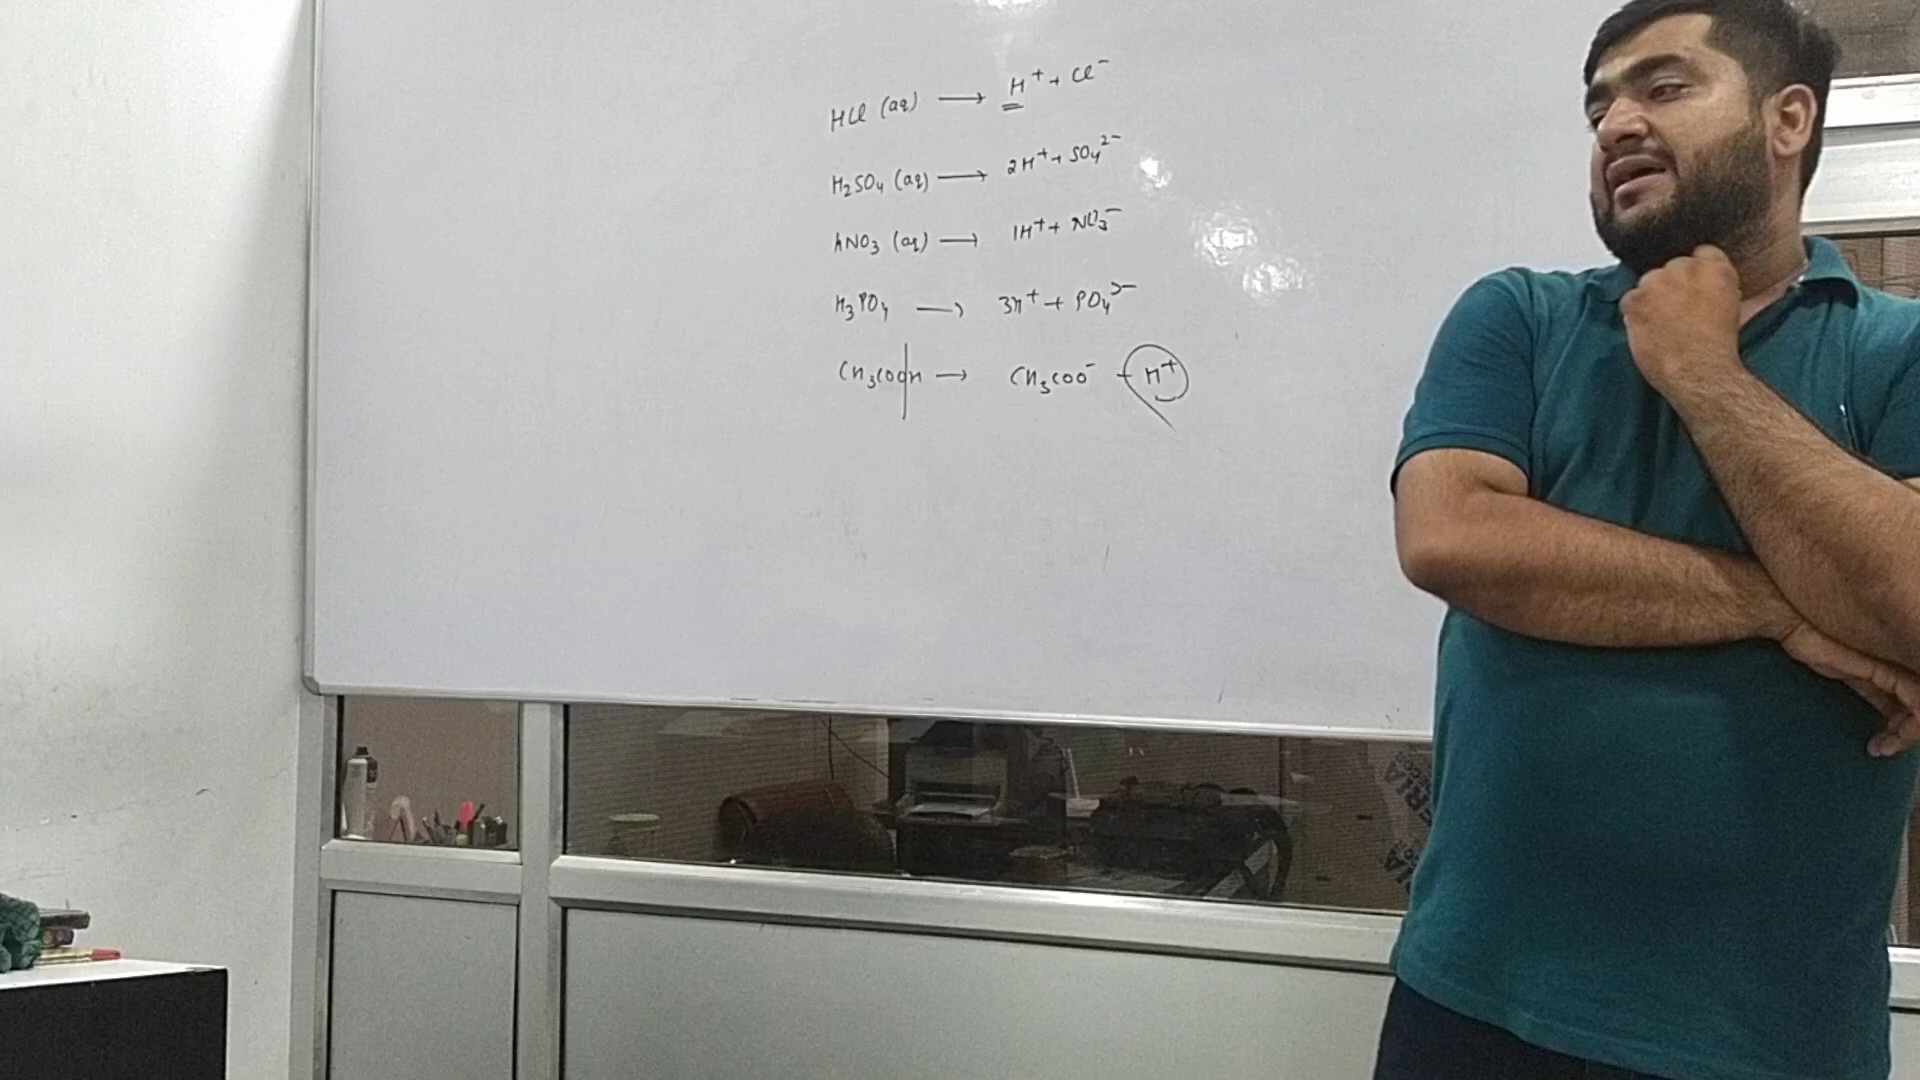 HCl (aq) ⟶ H⁺ + Cl⁻
H₂SO₄ (aq) ⟶ 2H⁺ + SO₄²⁻
HNO₃ (aq) ⟶ 1H⁺ + NO₃⁻
H₃PO₄ ⟶ 3H⁺ + PO₄³⁻
CH₃COOH ⟶ CH₃COO⁻ + H⁺